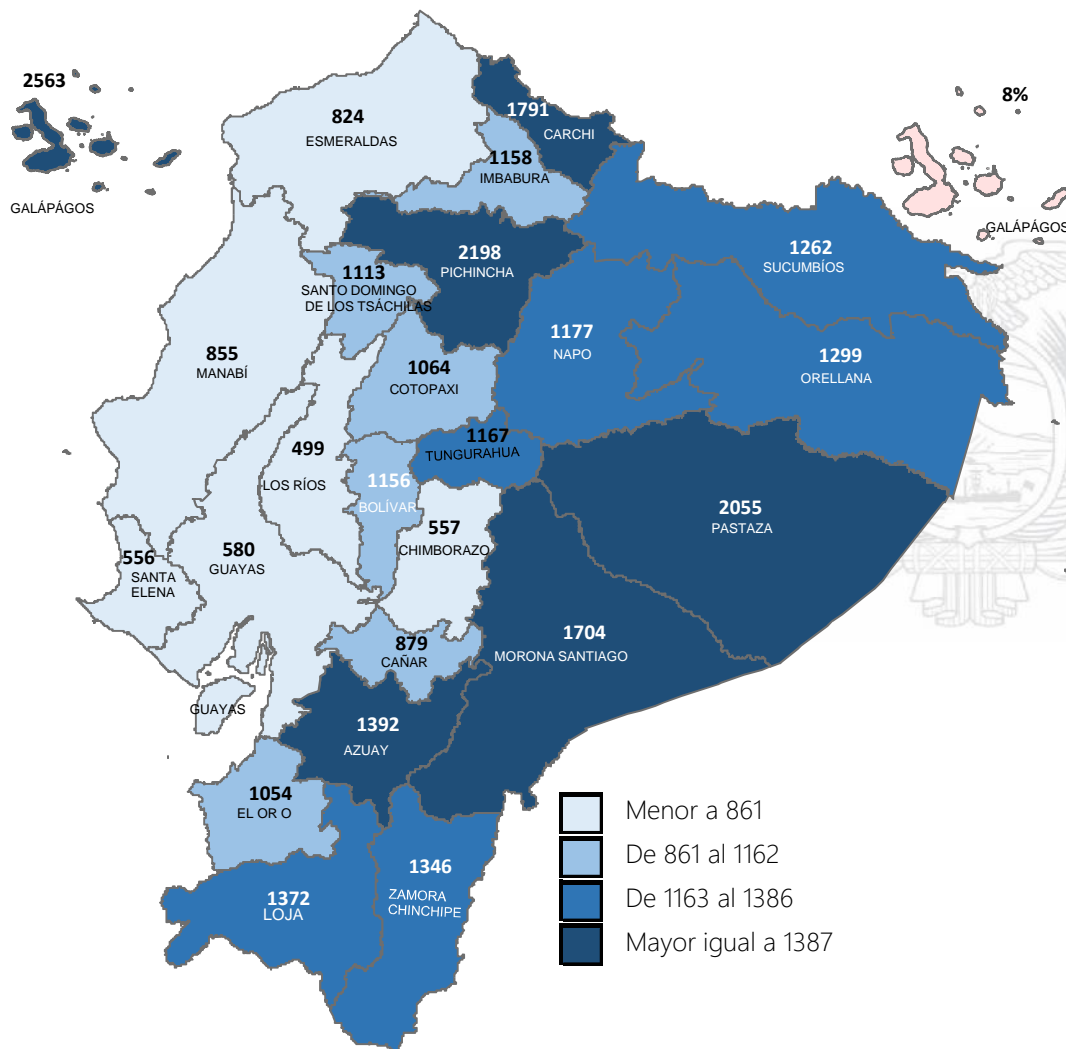 2563
GALÁPÁGOS
824
ESMERALDAS
1791
CARCHI
1158
IMBABURA
8%
GALÁPÁGOS
2198
PICHINCHA
1262
SUCUMBÍOS
1113
SANTO DOMINGO
DE LOS TSÁCHILAS
855
MANABÍ
1064
COTOPAXI
1177
NAPO
1299
ORELLANA
499
LOS RÍOS
1156
BOLÍVAR
1167
TUNGURAHUA
2055
PASTAZA
557
CHIMBORAZO
556
SANTA
ELENA
580
GUAYAS
1704
MORONA SANTIAGO
879
CAÑAR
GUAYAS
1392
AZUAY
1054
EL OR O
1372
LOJA
1346
ZAMORA
CHINCHIPE
Menor a 861
De 861 al 1162
De 1163 al 1386
Mayor igual a 1387